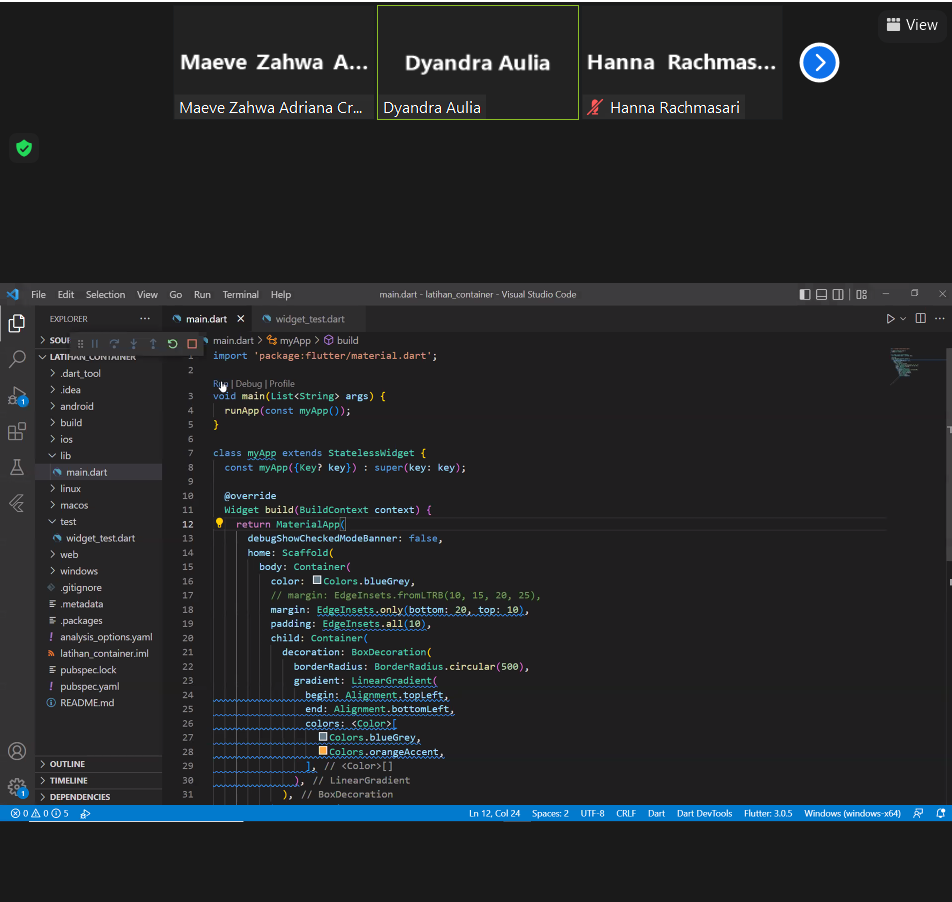 View
Maeve Zahwa A...
Dyandra Aulia
Hanna Rachmas...
Maeve Zahwa Adriana Cr...
Dyandra Aulia
Hanna Rachmasari
File Edit Selection View Go Run Terminal Help
main.dart - latihan_container - Visual Studio Code
EXPLORER
main.dart
widget_test.dart
main.dart > myApp > build
LATIHAN_CONTAINER
.dart_tool
.idea
android
build
ios
lib
main.dart
linux
macos
test
widget_test.dart
web
windows
.gitignore
.metadata
.packages
analysis_options.yaml
latihan_container.iml
pubspec.lock
pubspec.yaml
README.md
OUTLINE
TIMELINE
DEPENDENCIES
1
1
1 import 'package:flutter/material.dart';
2
Run | Debug | Profile
3 void main(List<String> args) {
4 runApp(const myApp());
5 }
6
7 class myApp extends StatelessWidget {
8 const myApp({Key? key}) : super(key: key);
9
10 @override
11 Widget build(BuildContext context) {
12 return MaterialApp(
13 debugShowCheckedModeBanner: false,
14 home: Scaffold(
15 body: Container(
16 color: Colors.blueGrey,
17 // margin: EdgeInsets.fromLTRB(10, 15, 20, 25),
18 margin: EdgeInsets.only(bottom: 20, top: 10),
19 padding: EdgeInsets.all(10),
20 child: Container(
21 decoration: BoxDecoration(
22 borderRadius: BorderRadius.circular(500),
23 gradient: LinearGradient(
24 begin: Alignment.topLeft,
25 end: Alignment.bottomLeft,
26 colors: <Color>[
27 Colors.blueGrey,
28 Colors.orangeAccent,
29 ], // <Color>[]
30 ), // LinearGradient
31 ), // BoxDecoration
0 0 5
Ln 12, Col 24 Spaces: 2 UTF-8 CRLF Dart Dart DevTools Flutter: 3.0.5 Windows (windows-x64)